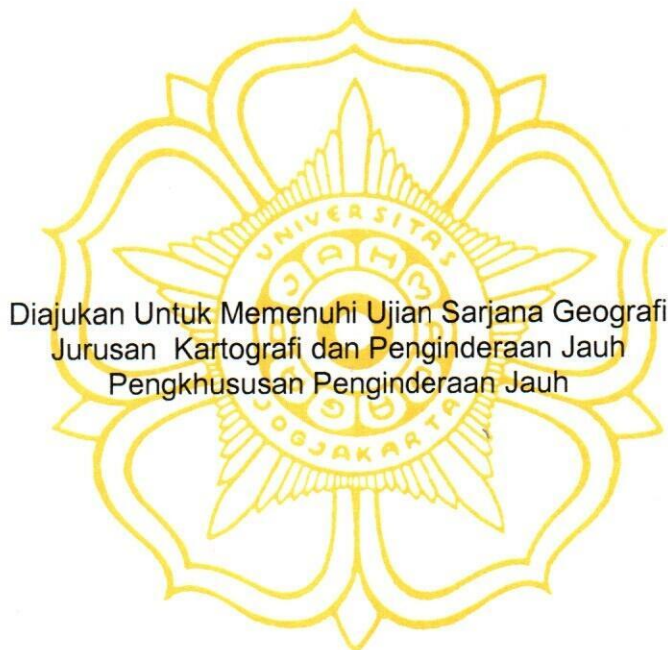 UNIVERSITAS
GADJAH MADA
JOGJAKARTA
Diajukan Untuk Memenuhi Ujian Sarjana Geografi
Jurusan Kartografi dan Penginderaan Jauh
Pengkhususan Penginderaan Jauh